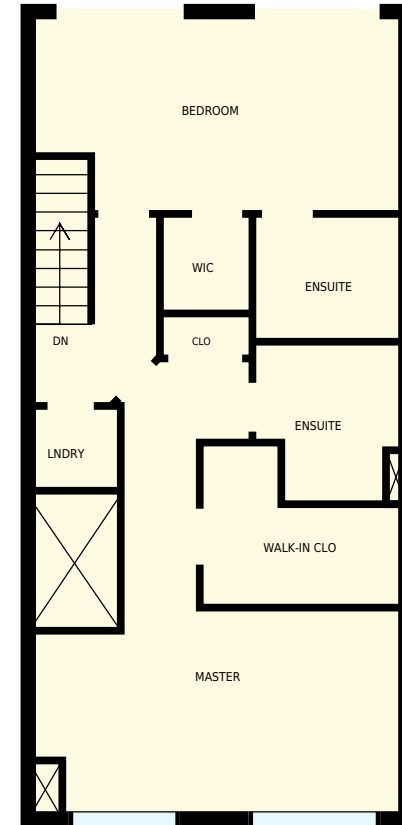 BEDROOM
WIC
ENSUITE
DN
CLO
ENSUITE
LNDRY
WALK-IN CLO
MASTER